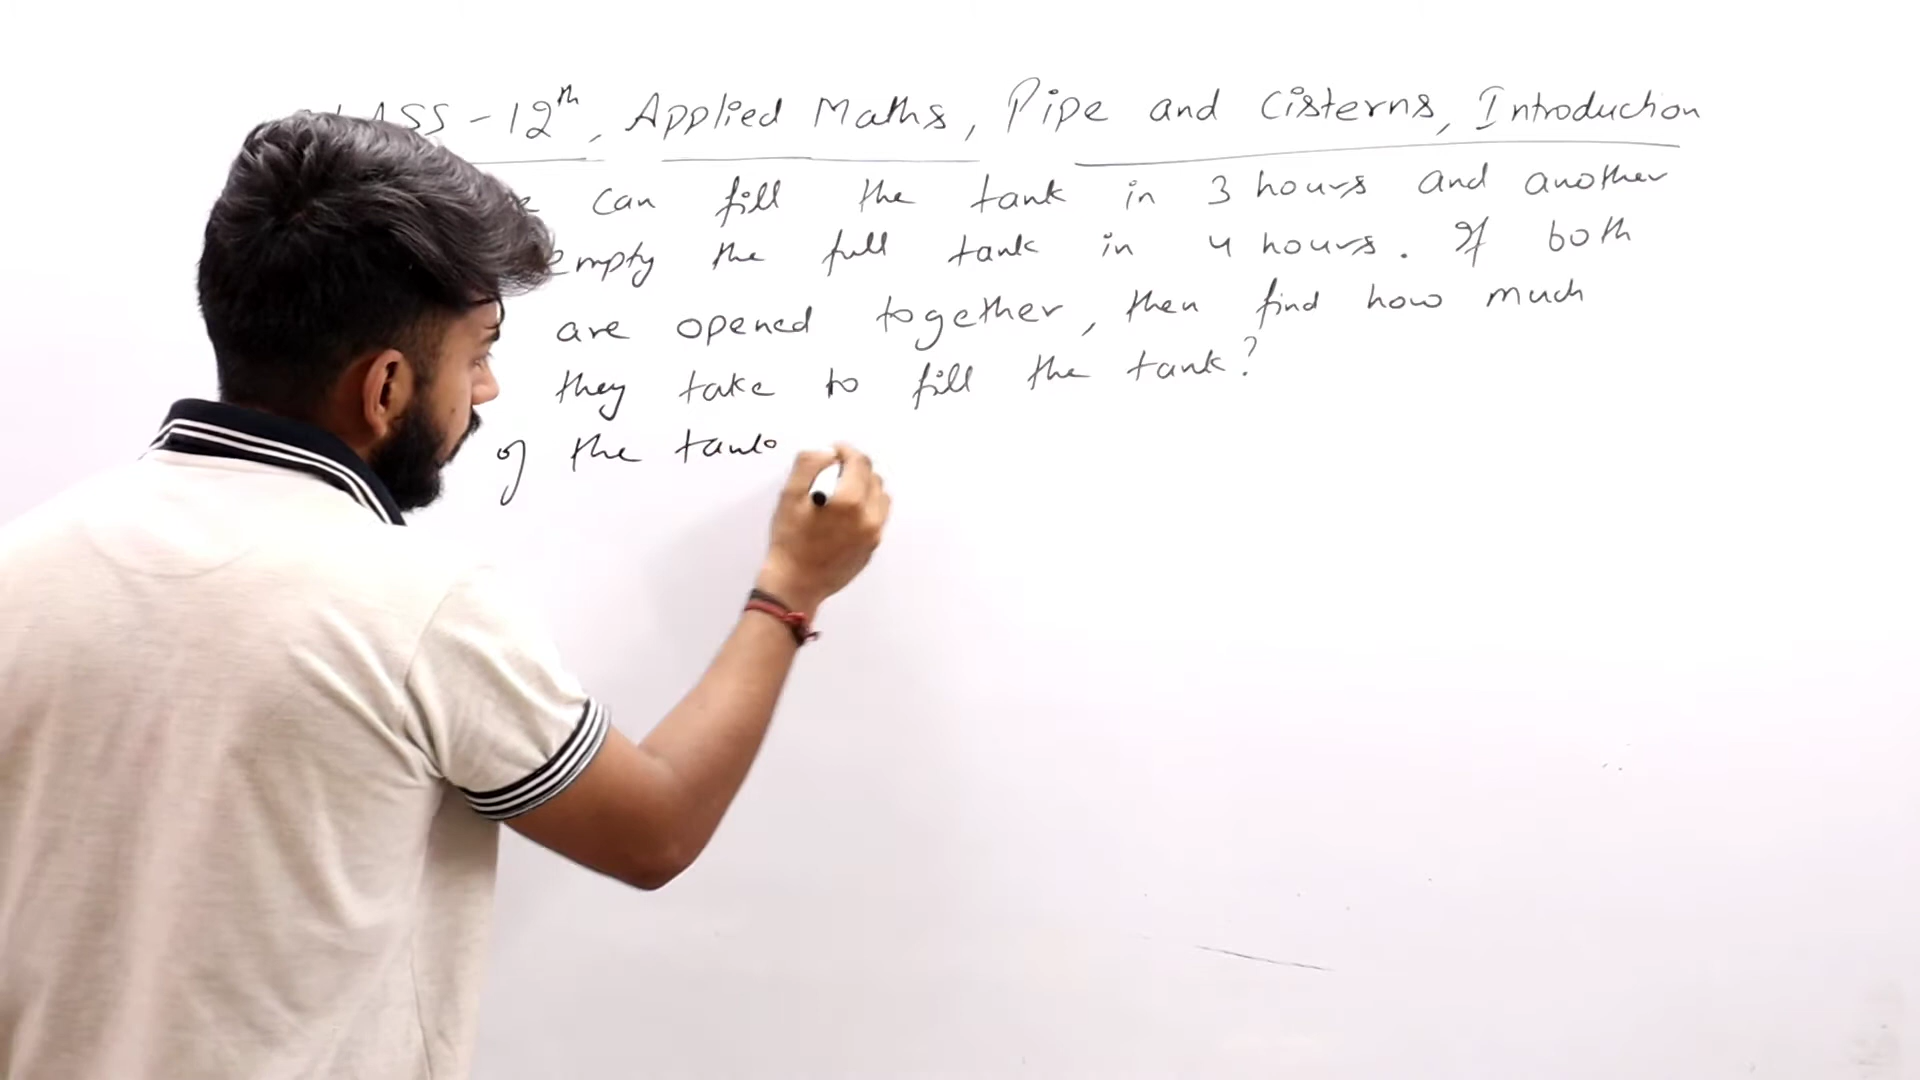 LASS - 12th, Applied Maths, Pipe and Cisterns, Introduction
can fill the tank in 3 hours and another
empty the full tank in 4 hours. If both
are opened together, then find how much
they take to fill the tank?
of the tank